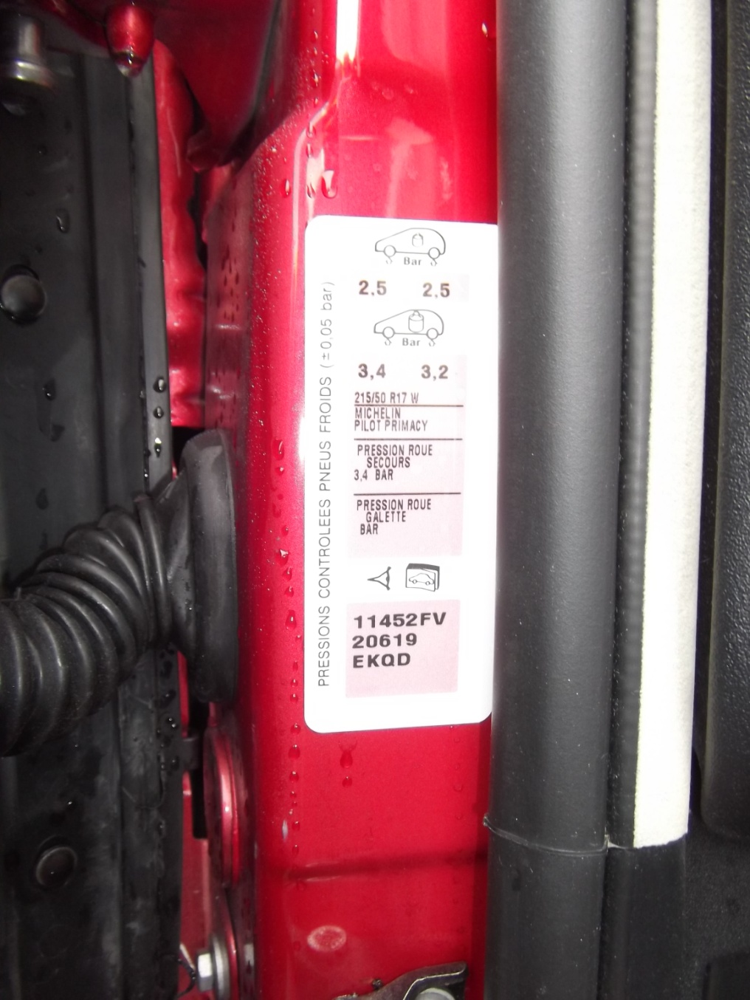 Bar
2,5 2,5
Bar
3,4 3,2
215/50 R17 W
MICHELIN
PILOT PRIMACY
PRESSION ROUE
SECOURS
3,4 BAR
PRESSION ROUE
GALETTE
BAR
11452FV
20619
EKQD
PRESSIONS CONTROLEES PNEUS FROIDS (±0,05 bar)